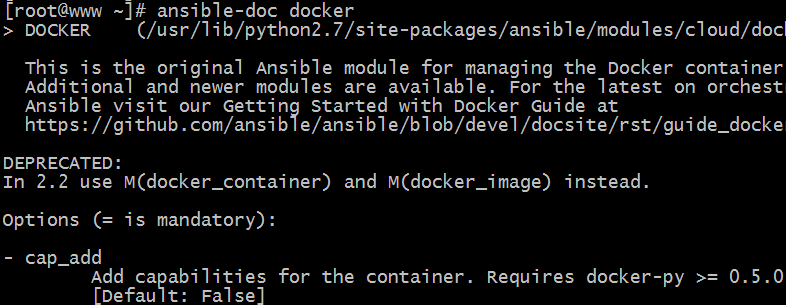 [root@www ~]# ansible-doc docker
> DOCKER    (/usr/lib/python2.7/site-packages/ansible/modules/cloud/doc
This is the original Ansible module for managing the Docker container
Additional and newer modules are available. For the latest on orchest
Ansible visit our Getting Started with Docker Guide at
https://github.com/ansible/ansible/blob/devel/docsite/rst/guide_docke
DEPRECATED:
In 2.2 use M(docker_container) and M(docker_image) instead.
Options (= is mandatory):
- cap_add
Add capabilities for the container. Requires docker-py >= 0.5.0
[Default: False]